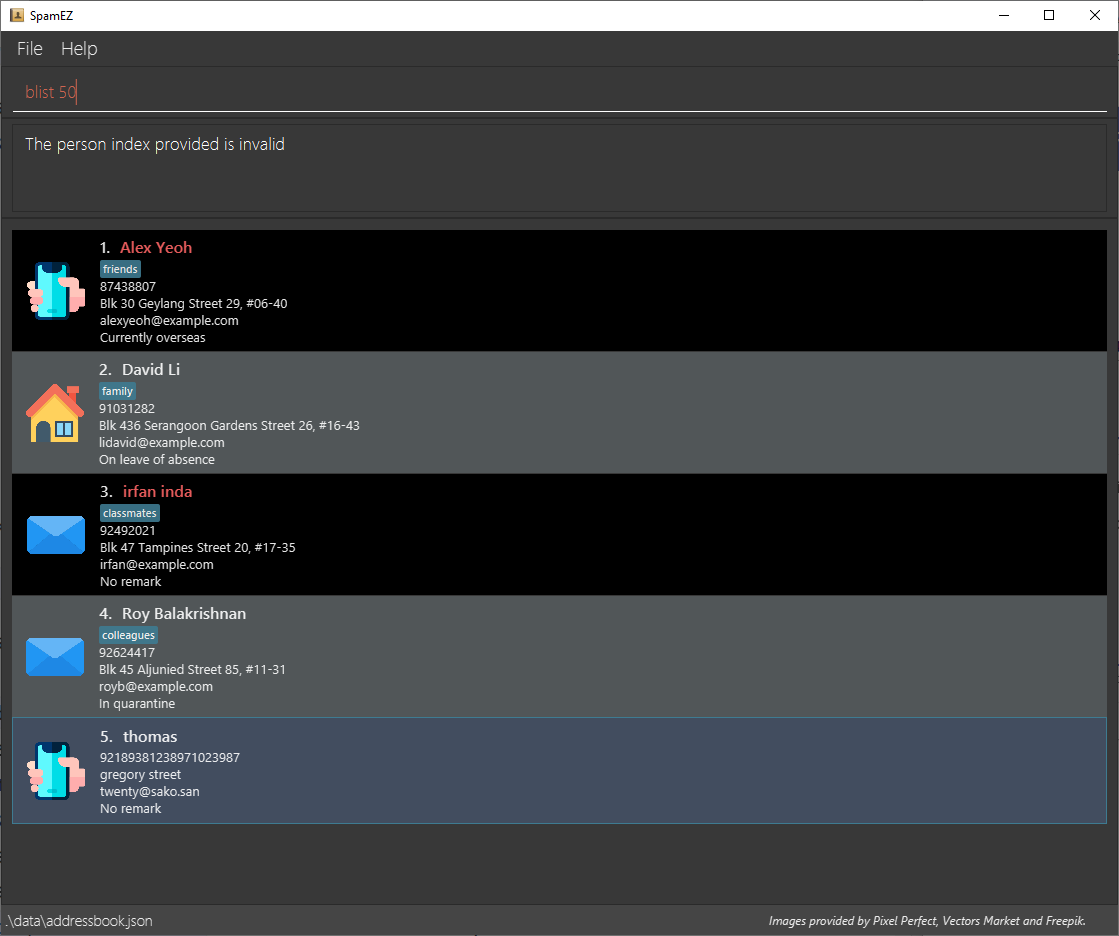 SpamEZ
File Help
blist 50
The person index provided is invalid
1. Alex Yeoh
friends
87438807
Blk 30 Geylang Street 29, #06-40
alexyeoh@example.com
Currently overseas
2. David Li
family
91031282
Blk 436 Serangoon Gardens Street 26, #16-43
lidavid@example.com
On leave of absence
3. irfan inda
classmates
92492021
Blk 47 Tampines Street 20, #17-35
irfan@example.com
No remark
4. Roy Balakrishnan
colleagues
92624417
Blk 45 Aljunied Street 85, #11-31
royb@example.com
In quarantine
5. thomas
92189381238971023987
gregory street
twenty@sako.san
No remark
.\data\addressbook.json
Images provided by Pixel Perfect, Vectors Market and Freepik.